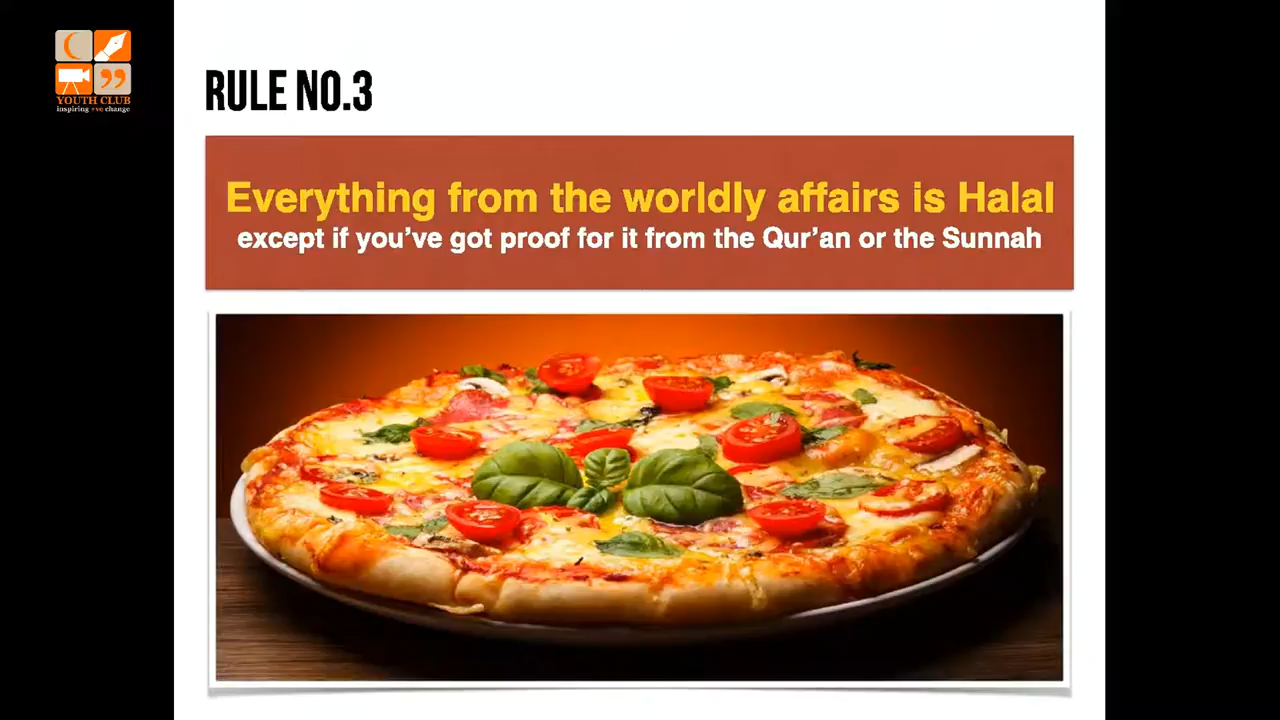 YOUTH CLUB
inspiring +ve change
RULE NO.3
Everything from the worldly affairs is Halal
except if you’ve got proof for it from the Qur’an or the Sunnah